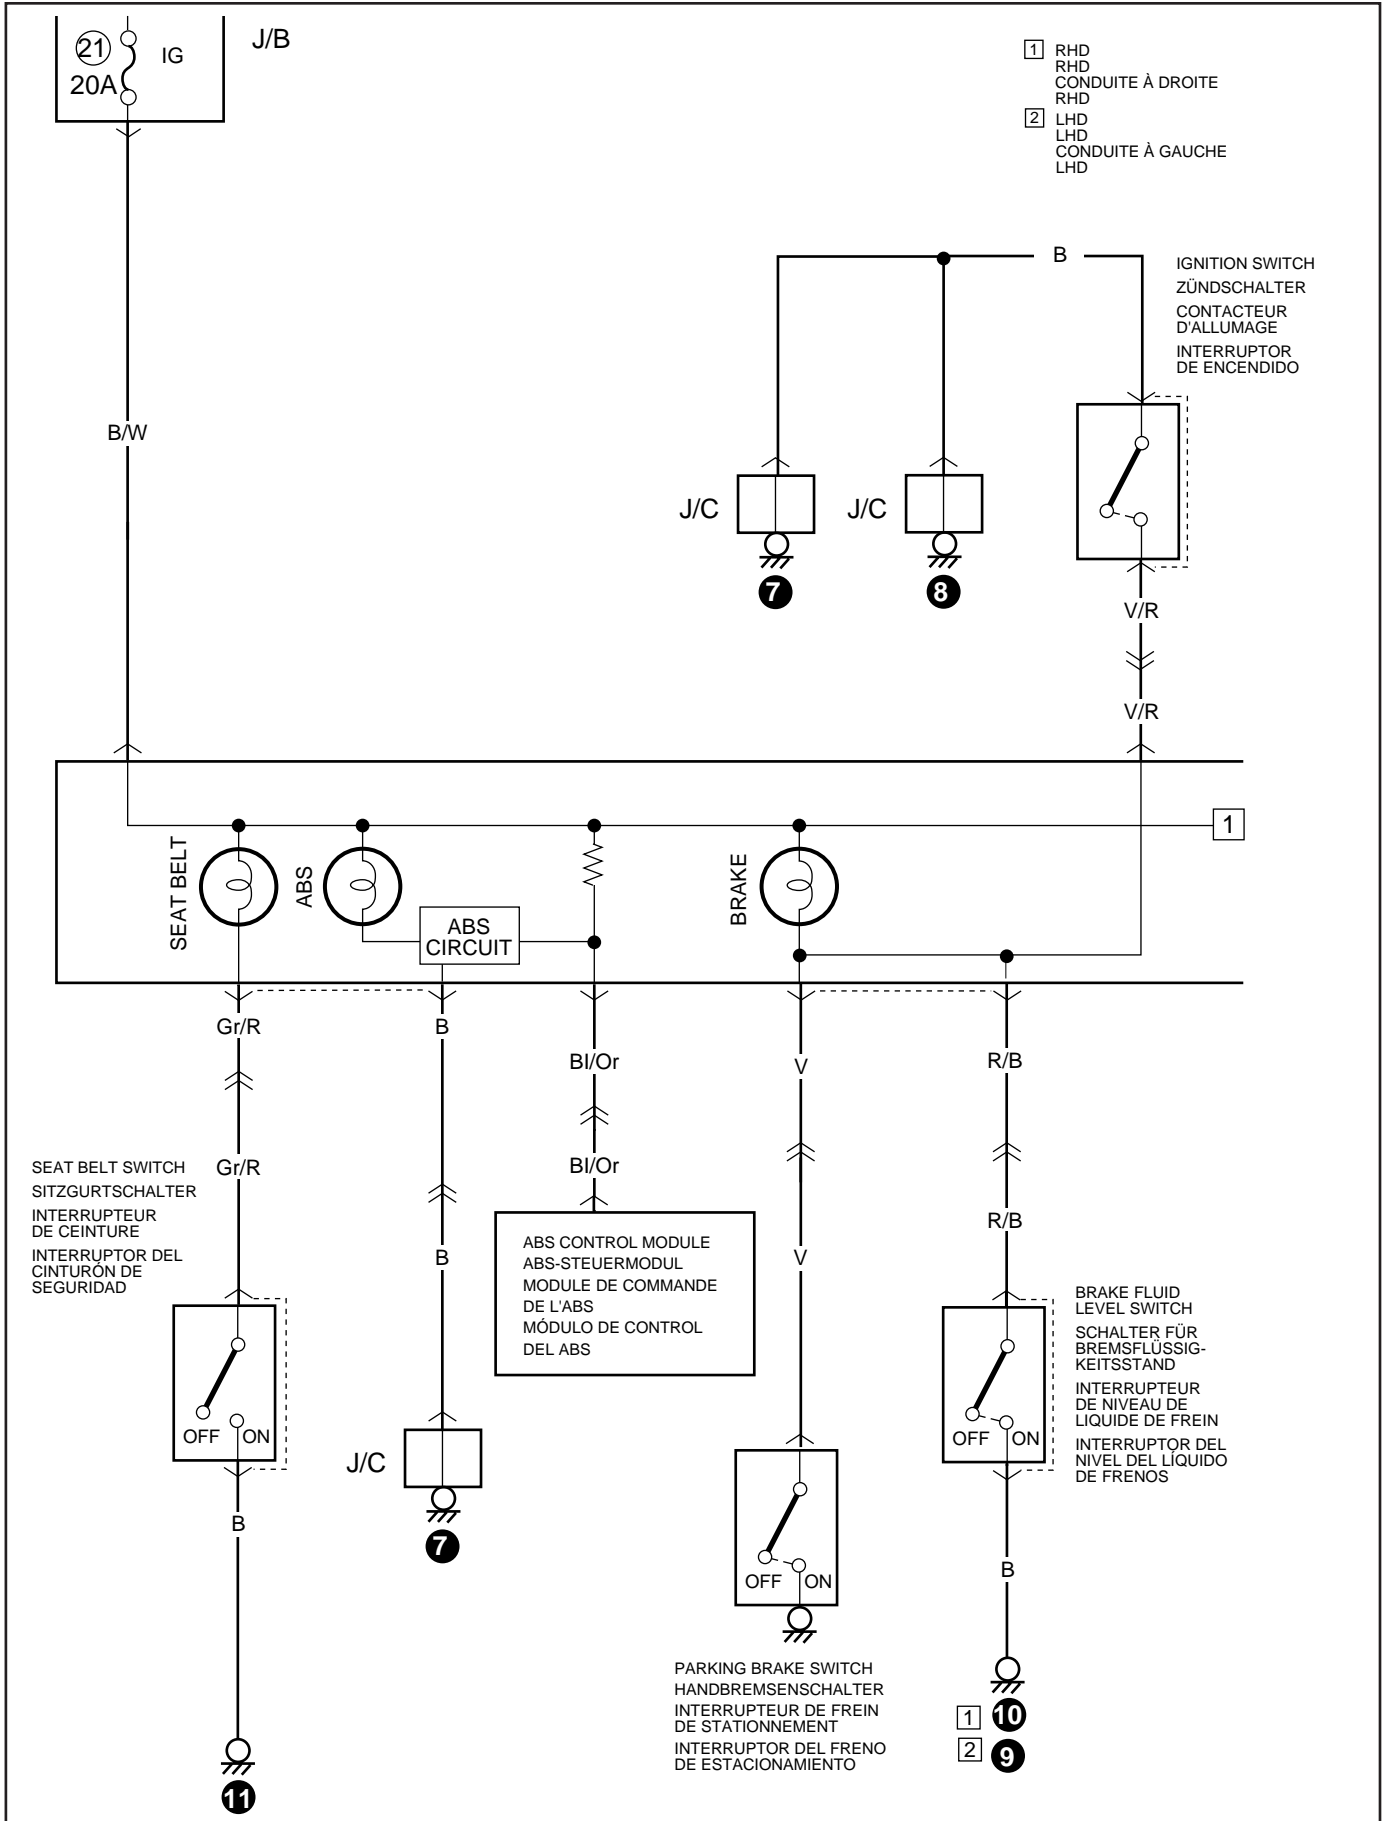 21
20A
IG
J/B
1 RHD
RHD
CONDUITE À DROITE
RHD
2 LHD
LHD
CONDUITE À GAUCHE
LHD
B
IGNITION SWITCH
ZÜNDSCHALTER
CONTACTEUR
D'ALLUMAGE
INTERRUPTOR
DE ENCENDIDO
B/W
J/C
J/C
7
8
V/R
V/R
1
SEAT BELT
ABS
BRAKE
ABS
CIRCUIT
Gr/R
B
Bl/Or
V
R/B
SEAT BELT SWITCH
SITZGURTSCHALTER
INTERRUPTEUR
DE CEINTURE
INTERRUPTOR DEL
CINTURÓN DE
SEGURIDAD
Gr/R
B
Bl/Or
V
R/B
ABS CONTROL MODULE
ABS-STEUERMODUL
MODULE DE COMMANDE
DE L'ABS
MÓDULO DE CONTROL
DEL ABS
BRAKE FLUID
LEVEL SWITCH
SCHALTER FÜR
BREMSFLÜSSIG-
KEITSSTAND
INTERRUPTEUR
DE NIVEAU DE
LIQUIDE DE FREIN
INTERRUPTOR DEL
NIVEL DEL LÍQUIDO
DE FRENOS
OFF ON
J/C
OFF ON
B
7
OFF ON
B
PARKING BRAKE SWITCH
HANDBREMSENSCHALTER
INTERRUPTEUR DE FREIN
DE STATIONNEMENT
INTERRUPTOR DEL FRENO
DE ESTACIONAMIENTO
1 10
2 9
11